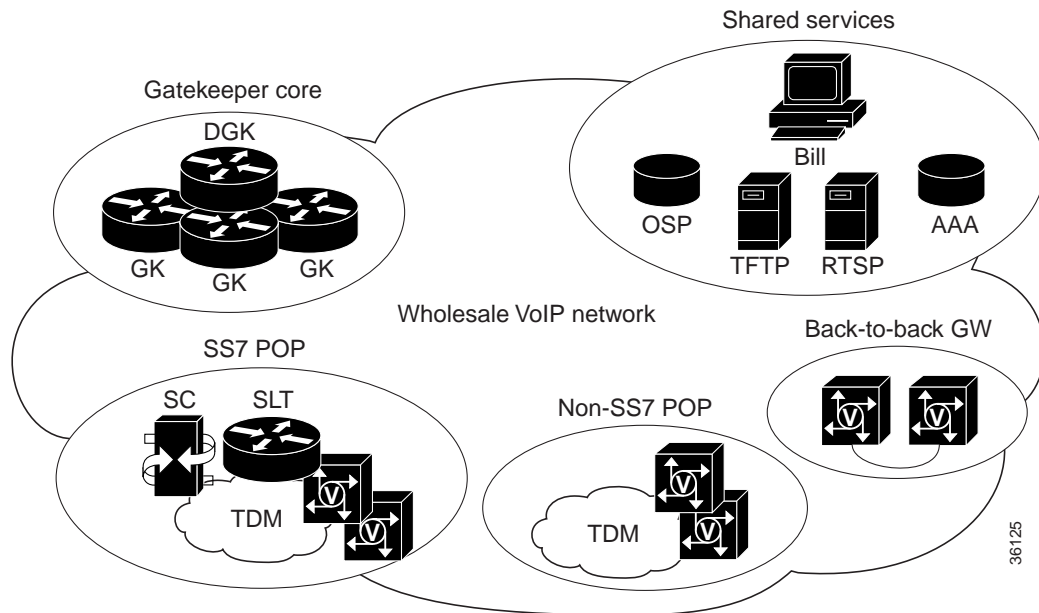 Shared services
Gatekeeper core
DGK
GK
GK
GK
Bill
OSP
AAA
TFTP
RTSP
Wholesale VoIP network
SS7 POP
SC
SLT
TDM
V
V
Non-SS7 POP
TDM
V
V
Back-to-back GW
V
V
36125